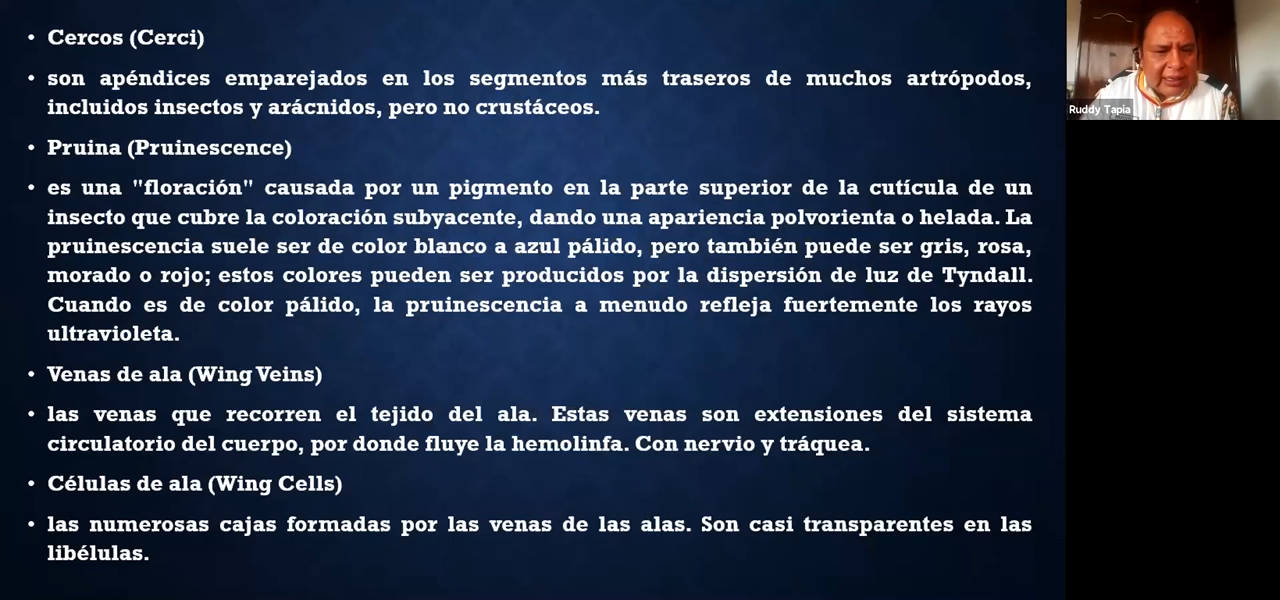 • Cercos (Cerci)
• son apéndices emparejados en los segmentos más traseros de muchos artrópodos,
incluidos insectos y arácnidos, pero no crustáceos.
• Pruina (Pruinescence)
• es una "floración" causada por un pigmento en la parte superior de la cutícula de un
insecto que cubre la coloración subyacente, dando una apariencia polvorienta o helada. La
pruinescencia suele ser de color blanco a azul pálido, pero también puede ser gris, rosa,
morado o rojo; estos colores pueden ser producidos por la dispersión de luz de Tyndall.
Cuando es de color pálido, la pruinescencia a menudo refleja fuertemente los rayos
ultravioleta.
• Venas de ala (Wing Veins)
• las venas que recorren el tejido del ala. Estas venas son extensiones del sistema
circulatorio del cuerpo, por donde fluye la hemolinfa. Con nervio y tráquea.
• Células de ala (Wing Cells)
• las numerosas cajas formadas por las venas de las alas. Son casi transparentes en las
libélulas.
Ruddy Tapia